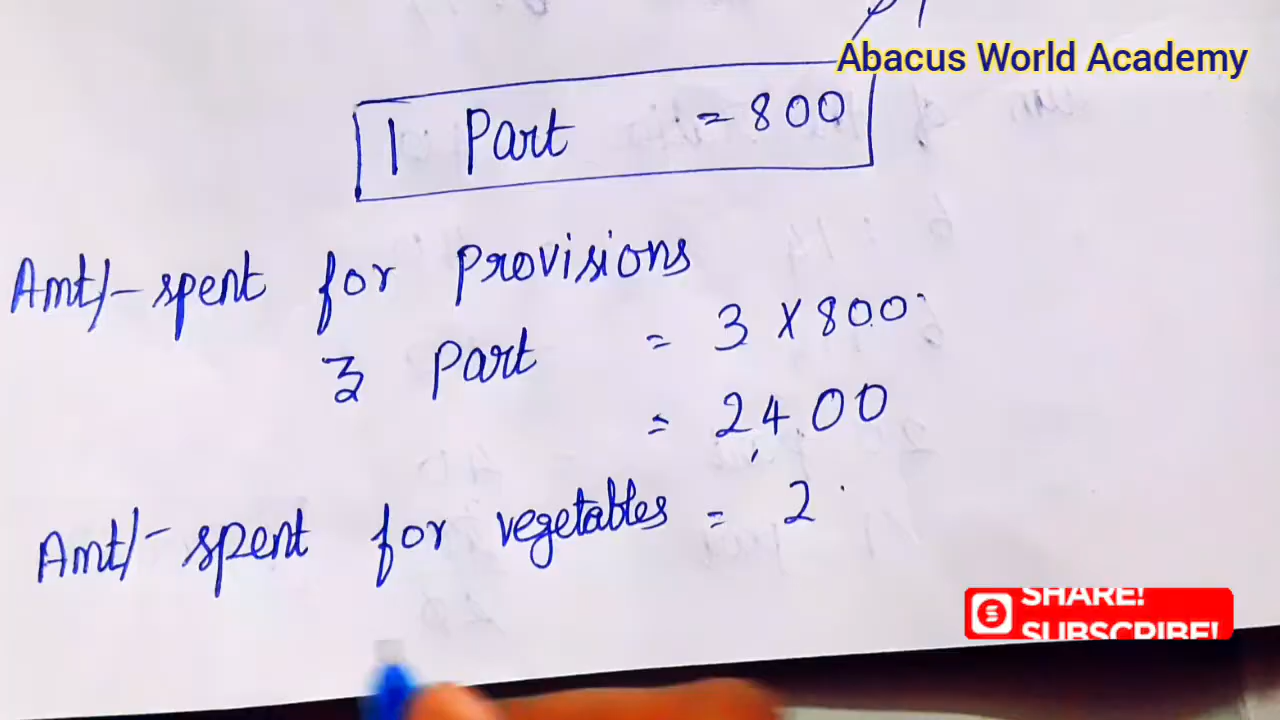 Abacus World Academy
1 Part = 800
Amt/- spent for Provisions
3 Part = 3 X 800
= 2400
Amt/- spent for vegetables = 2
SHARE!
SUBSCRIBE!